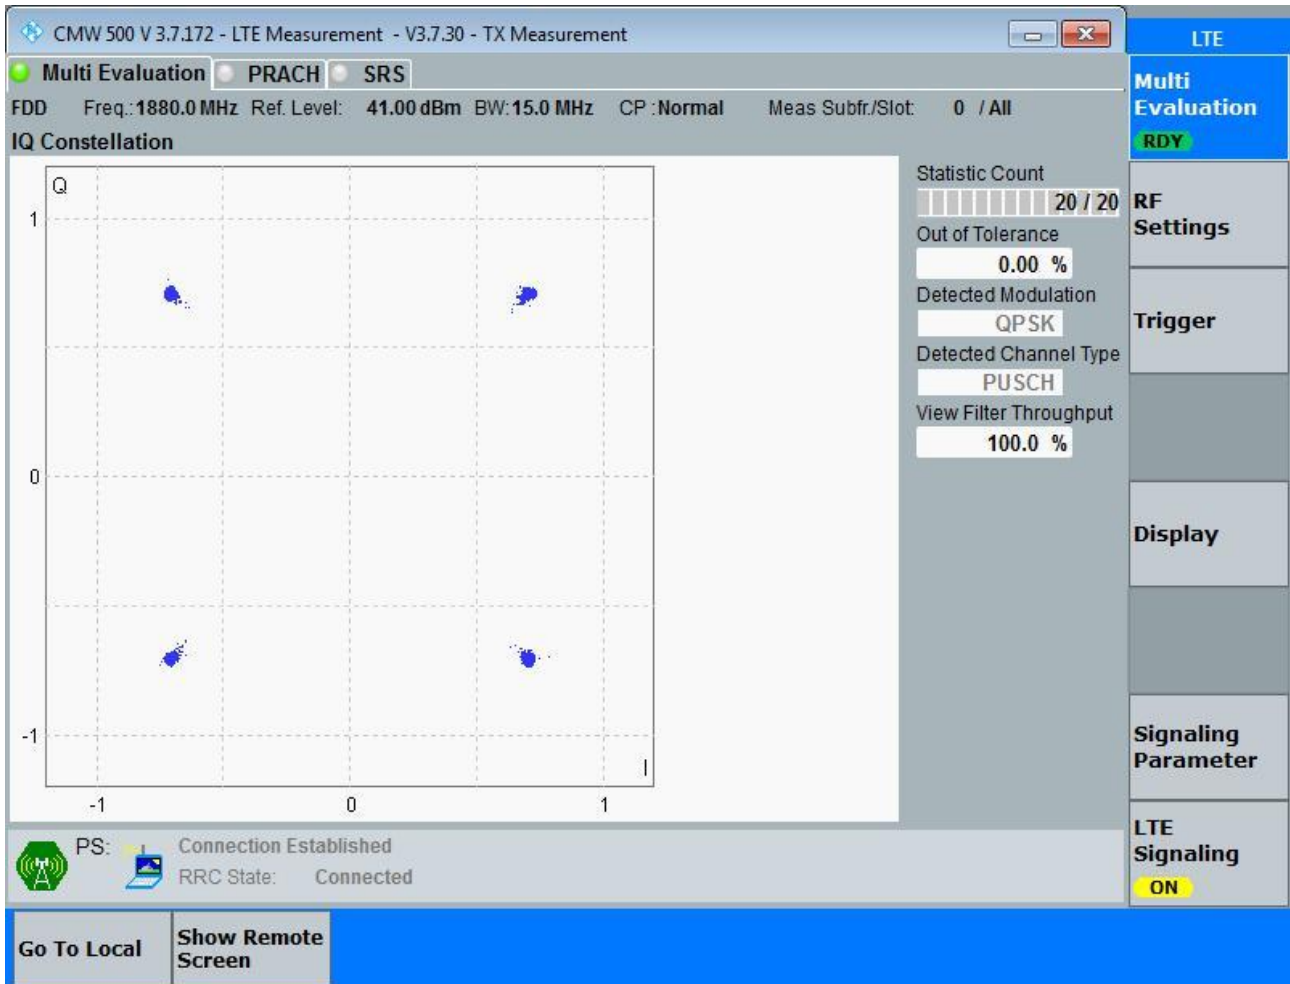 CMW 500 V 3.7.172 - LTE Measurement - V3.7.30 - TX Measurement
LTE
Multi Evaluation PRACH SRS
FDD Freq.: 1880.0 MHz Ref. Level: 41.00 dBm BW: 15.0 MHz CP : Normal Meas Subfr./Slot: 0 / All
IQ Constellation
Q
1
0
-1
I
-1 0 1
Statistic Count
20 / 20
Out of Tolerance
0.00 %
Detected Modulation
QPSK
Detected Channel Type
PUSCH
View Filter Throughput
100.0 %
Multi
Evaluation
RDY
RF
Settings
Trigger
Display
Signaling
Parameter
LTE
Signaling
ON
PS: Connection Established
RRC State: Connected
Go To Local
Show Remote
Screen